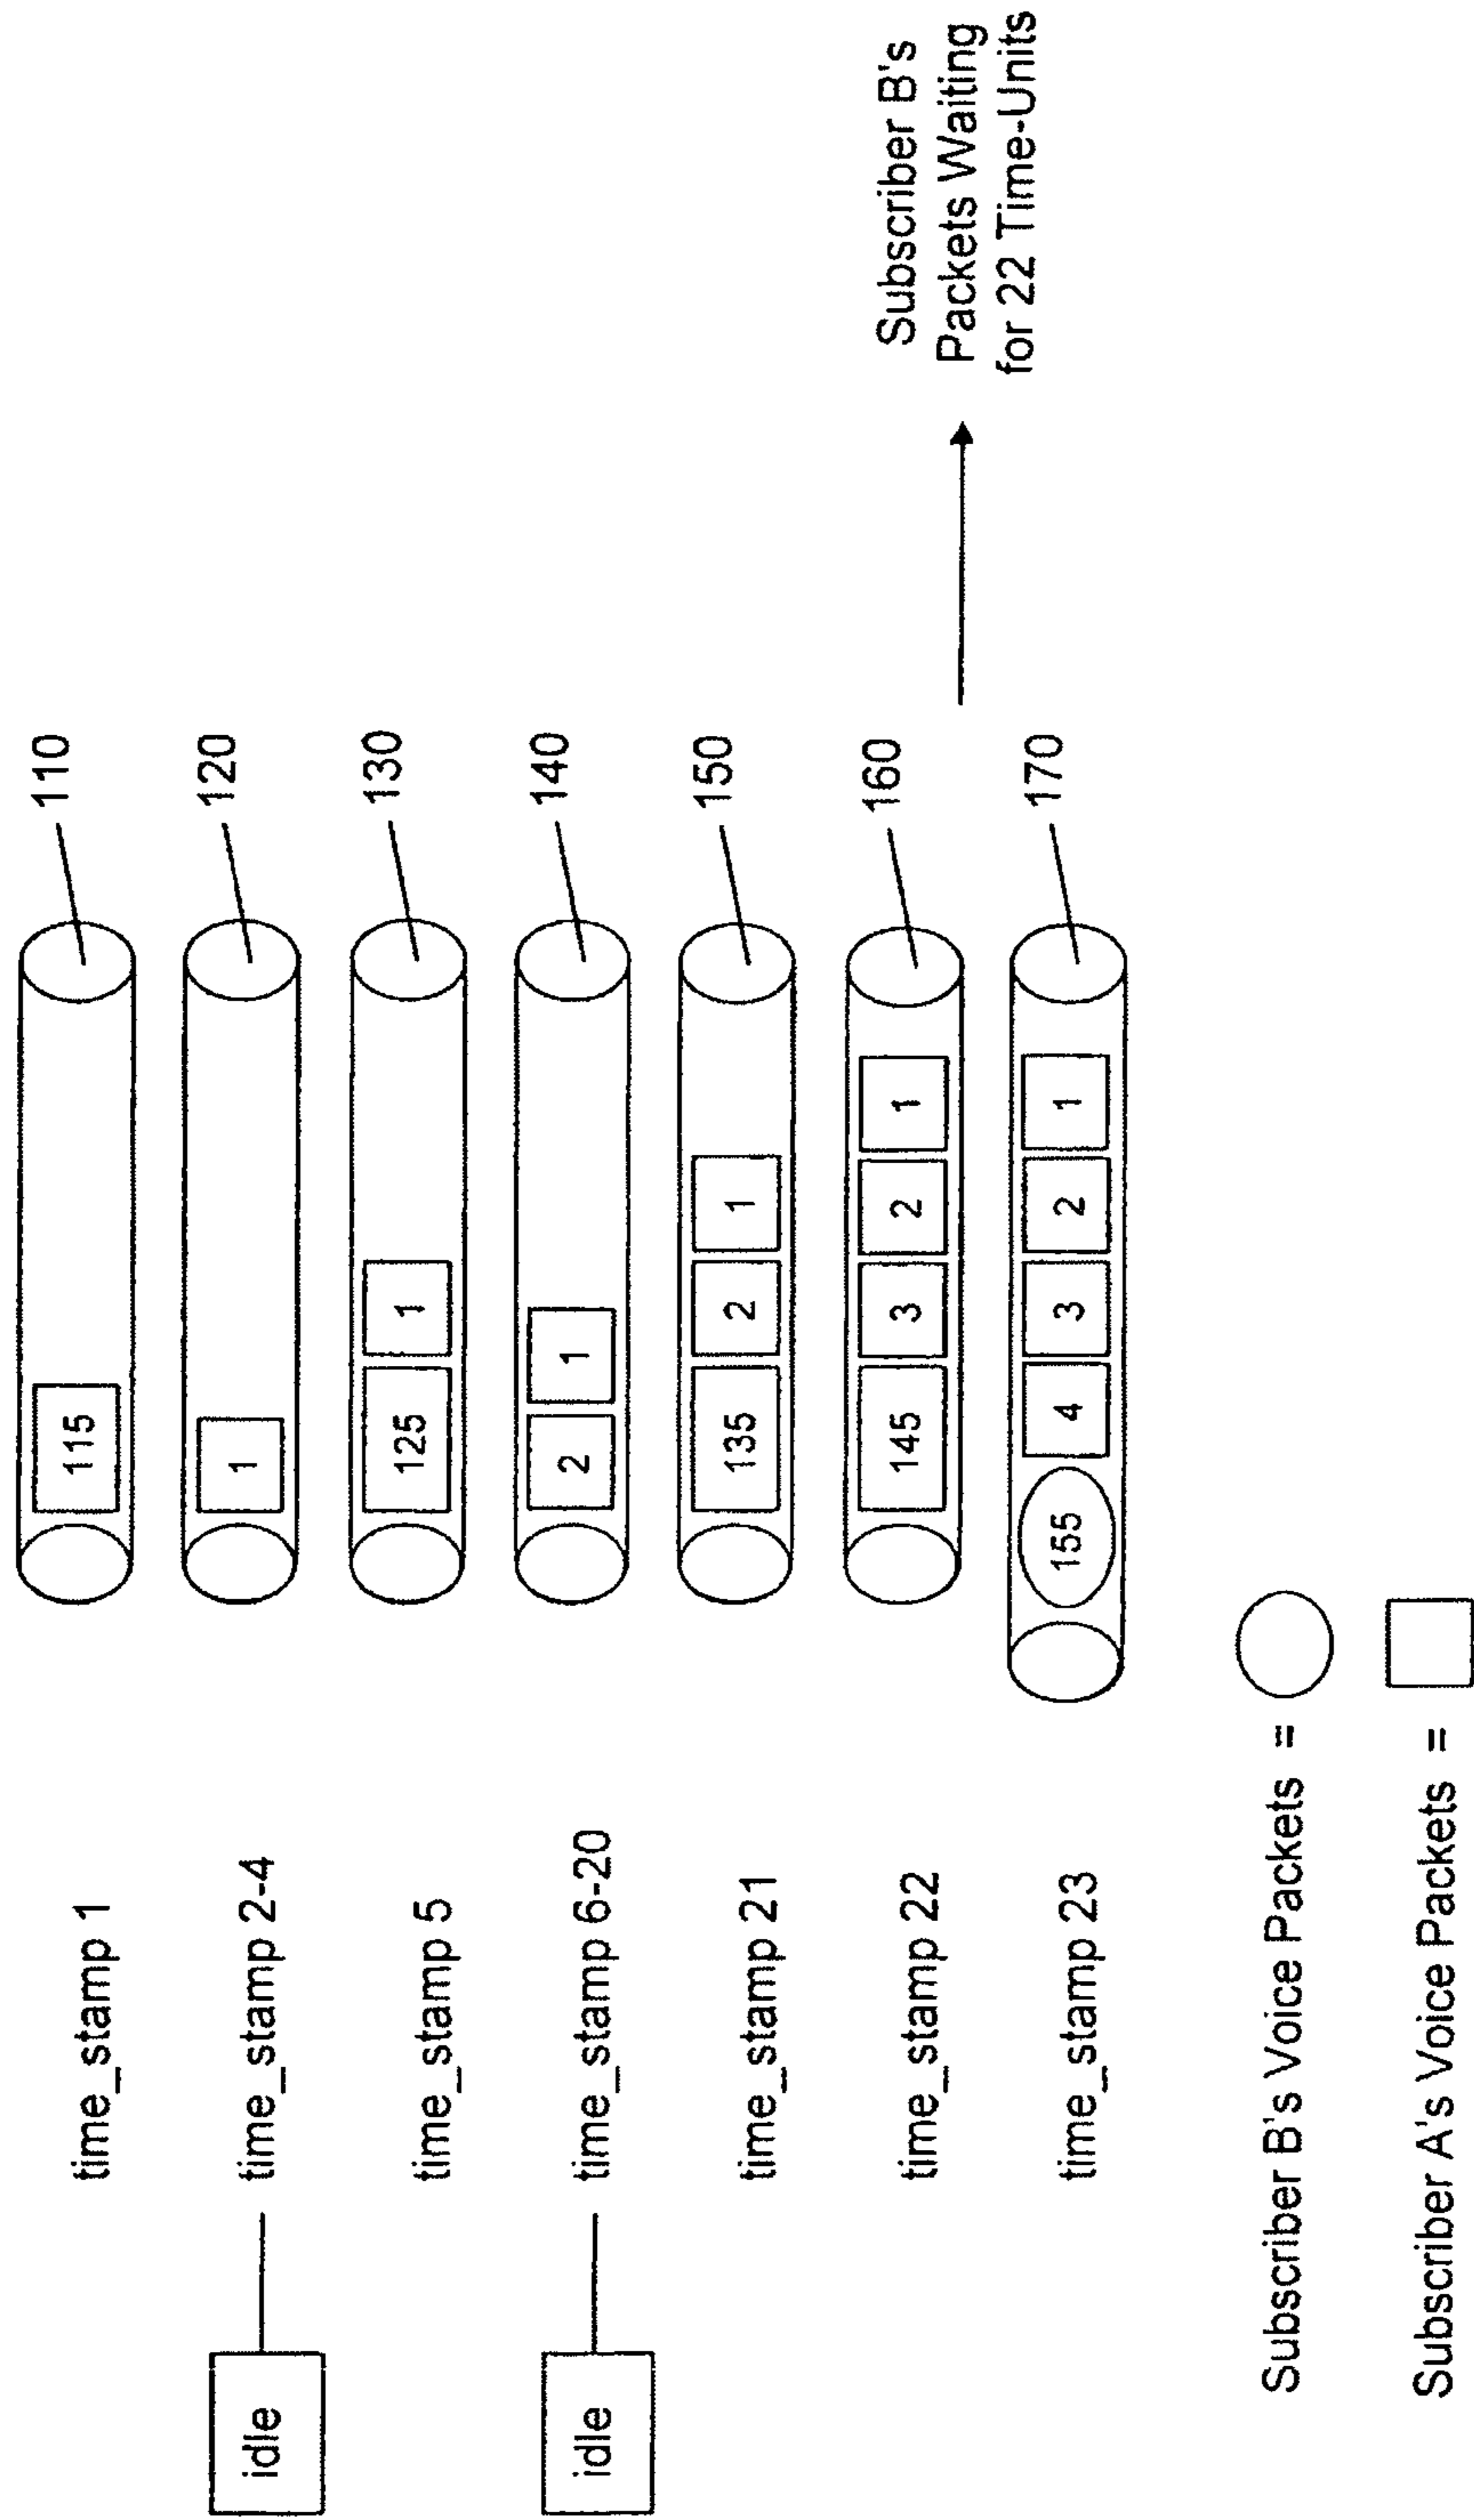 time_stamp 1
115
110
idle
time_stamp 2-4
1
120
time_stamp 5
125
1
130
idle
time_stamp 6-20
2
1
140
time_stamp 21
135
2
1
150
time_stamp 22
145
3
2
1
160
Subscriber B's
Packets Waiting
for 22 Time-Units
time_stamp 23
155
4
3
2
1
170
Subscriber B's Voice Packets =
Subscriber A's Voice Packets =